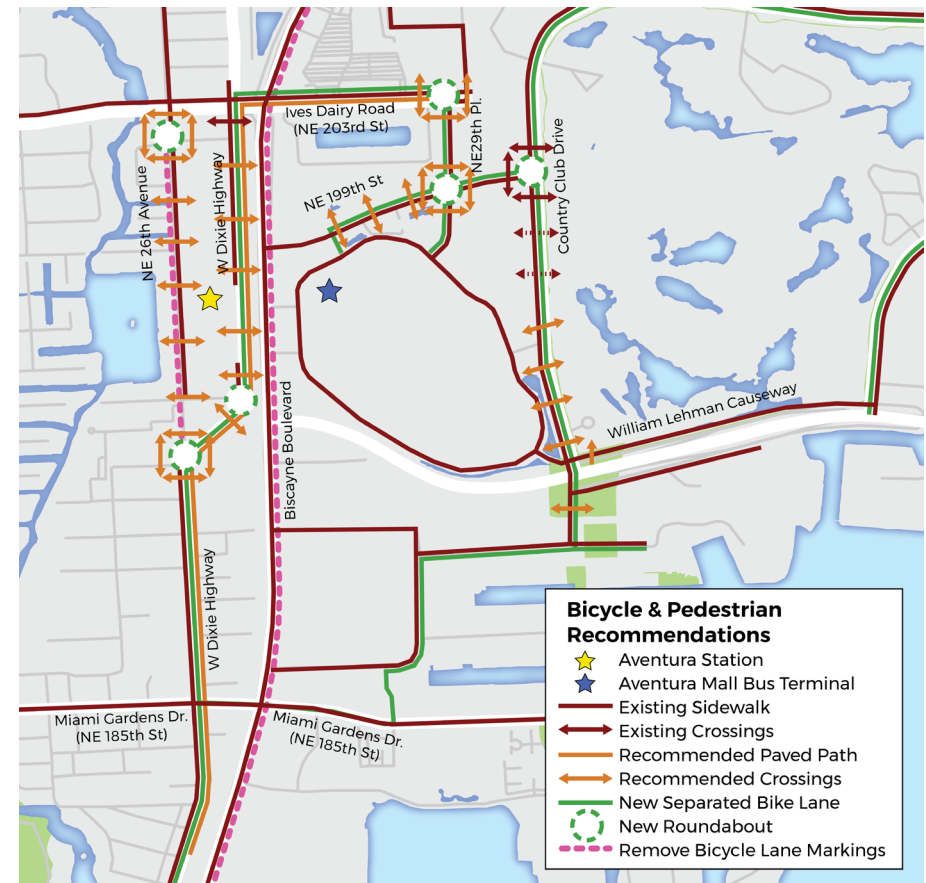 Ives Dairy Road
(NE 203rd St)
NE29th Pl.
Country Club Drive
NE 199th St
NE 26th Avenue
W Dixie Highway
Biscayne Boulevard
William Lehman Causeway
W Dixie Highway
Miami Gardens Dr.
(NE 185th St)
Miami Gardens Dr.
(NE 185th St)
Bicycle & Pedestrian
Recommendations
Aventura Station
Aventura Mall Bus Terminal
Existing Sidewalk
Existing Crossings
Recommended Paved Path
Recommended Crossings
New Separated Bike Lane
New Roundabout
Remove Bicycle Lane Markings